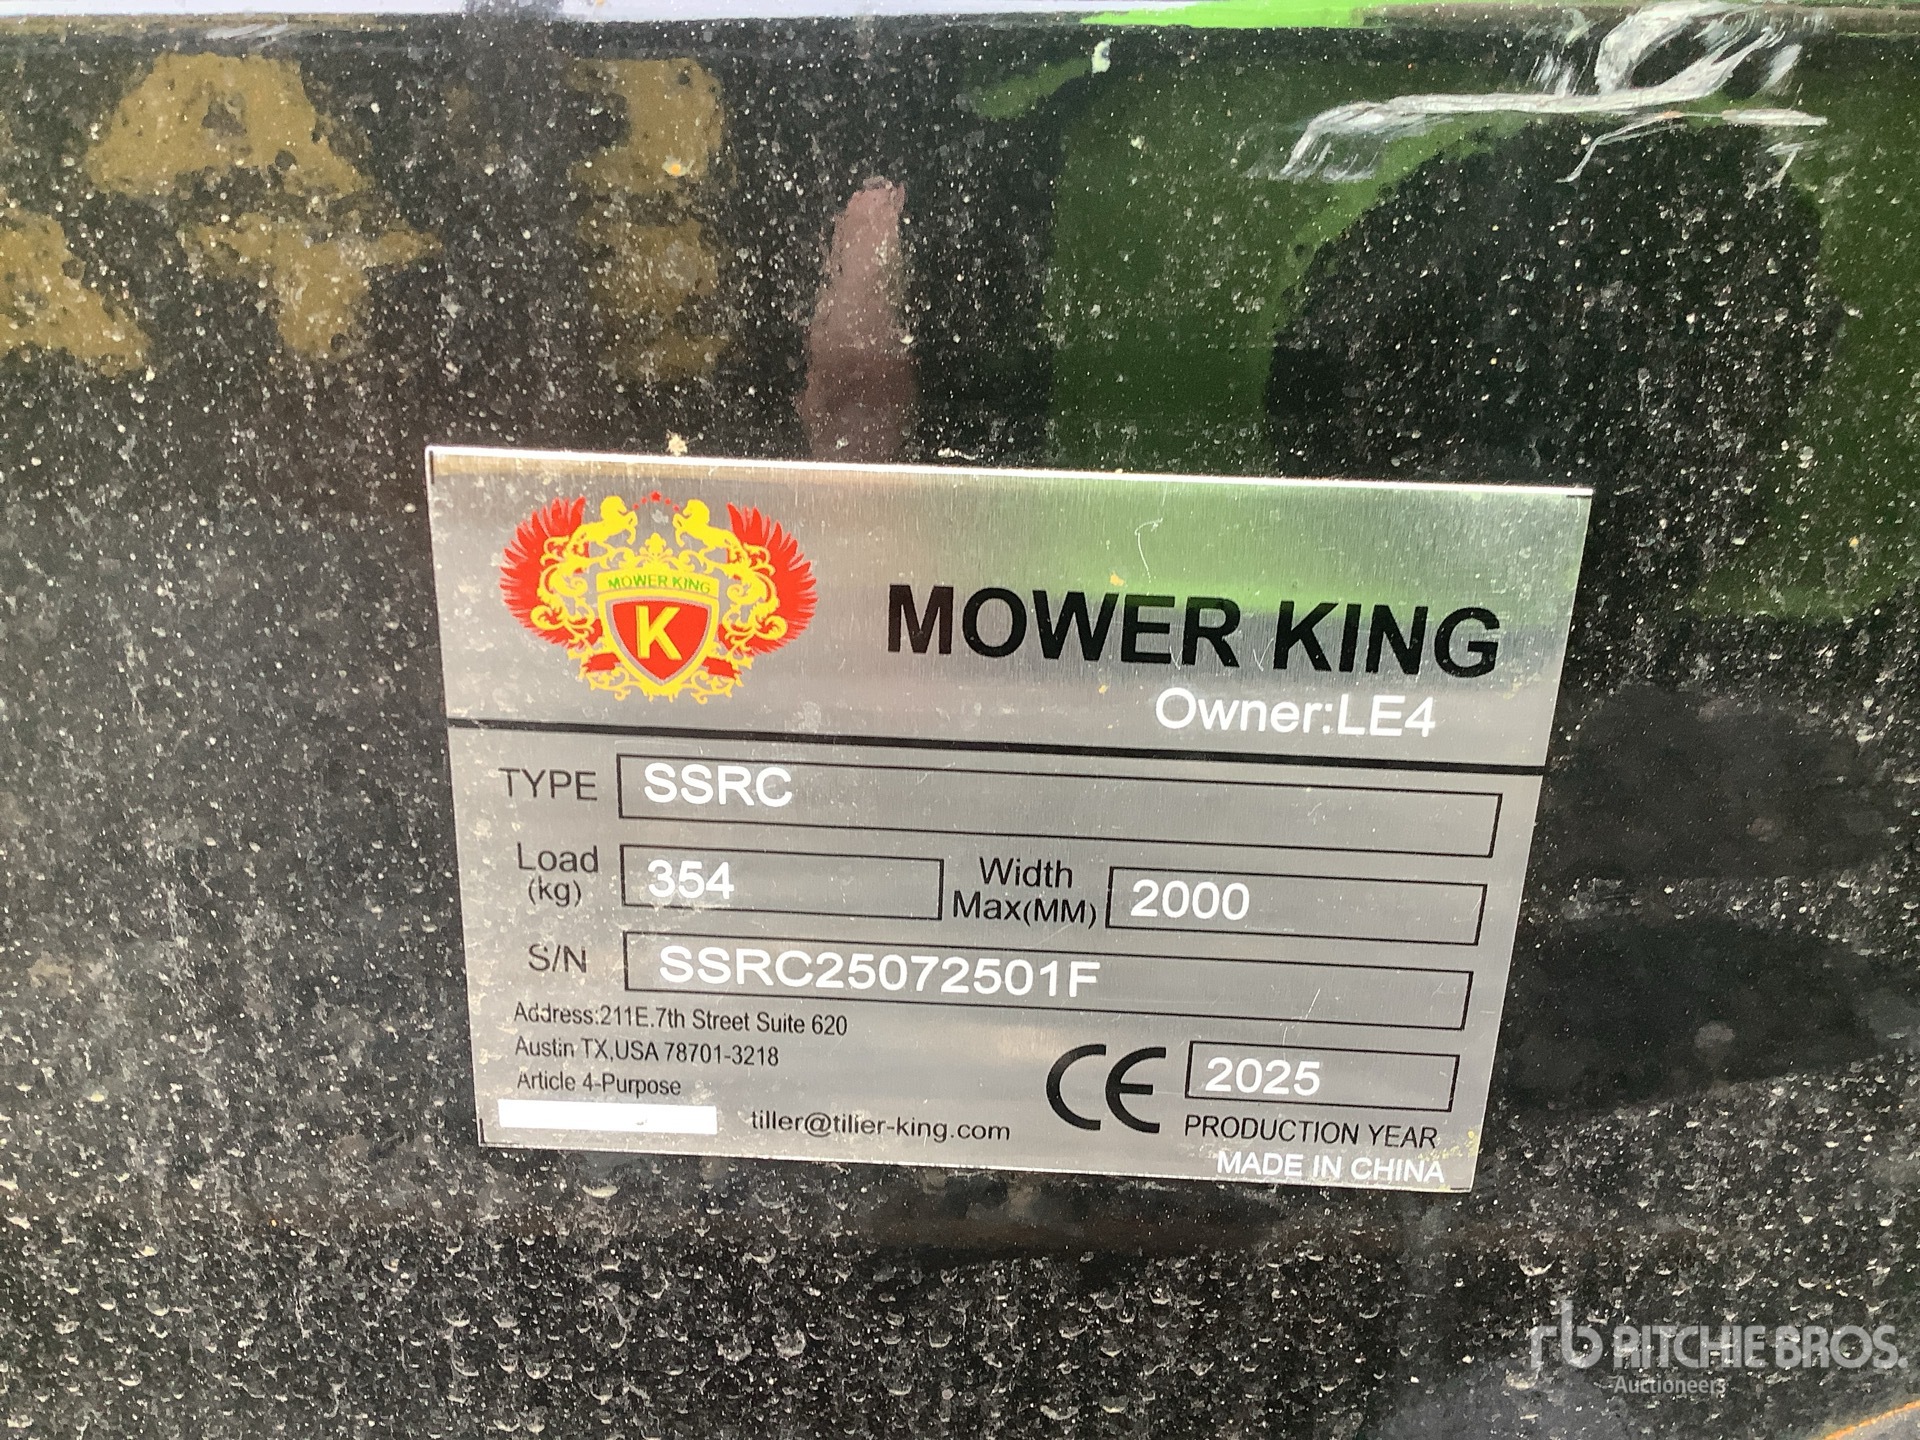 MOWER KING
K
MOWER KING
Owner:LE4
TYPE SSRC
Load (kg) 354 Width Max(MM) 2000
S/N SSRC25072501F
Address:211E.7th Street Suite 620
Austin TX,USA 78701-3218
Article 4-Purpose
tiller@tilier-king.com
CE 2025
PRODUCTION YEAR
MADE IN CHINA
rb RITCHIE BROS.
Auctioneers